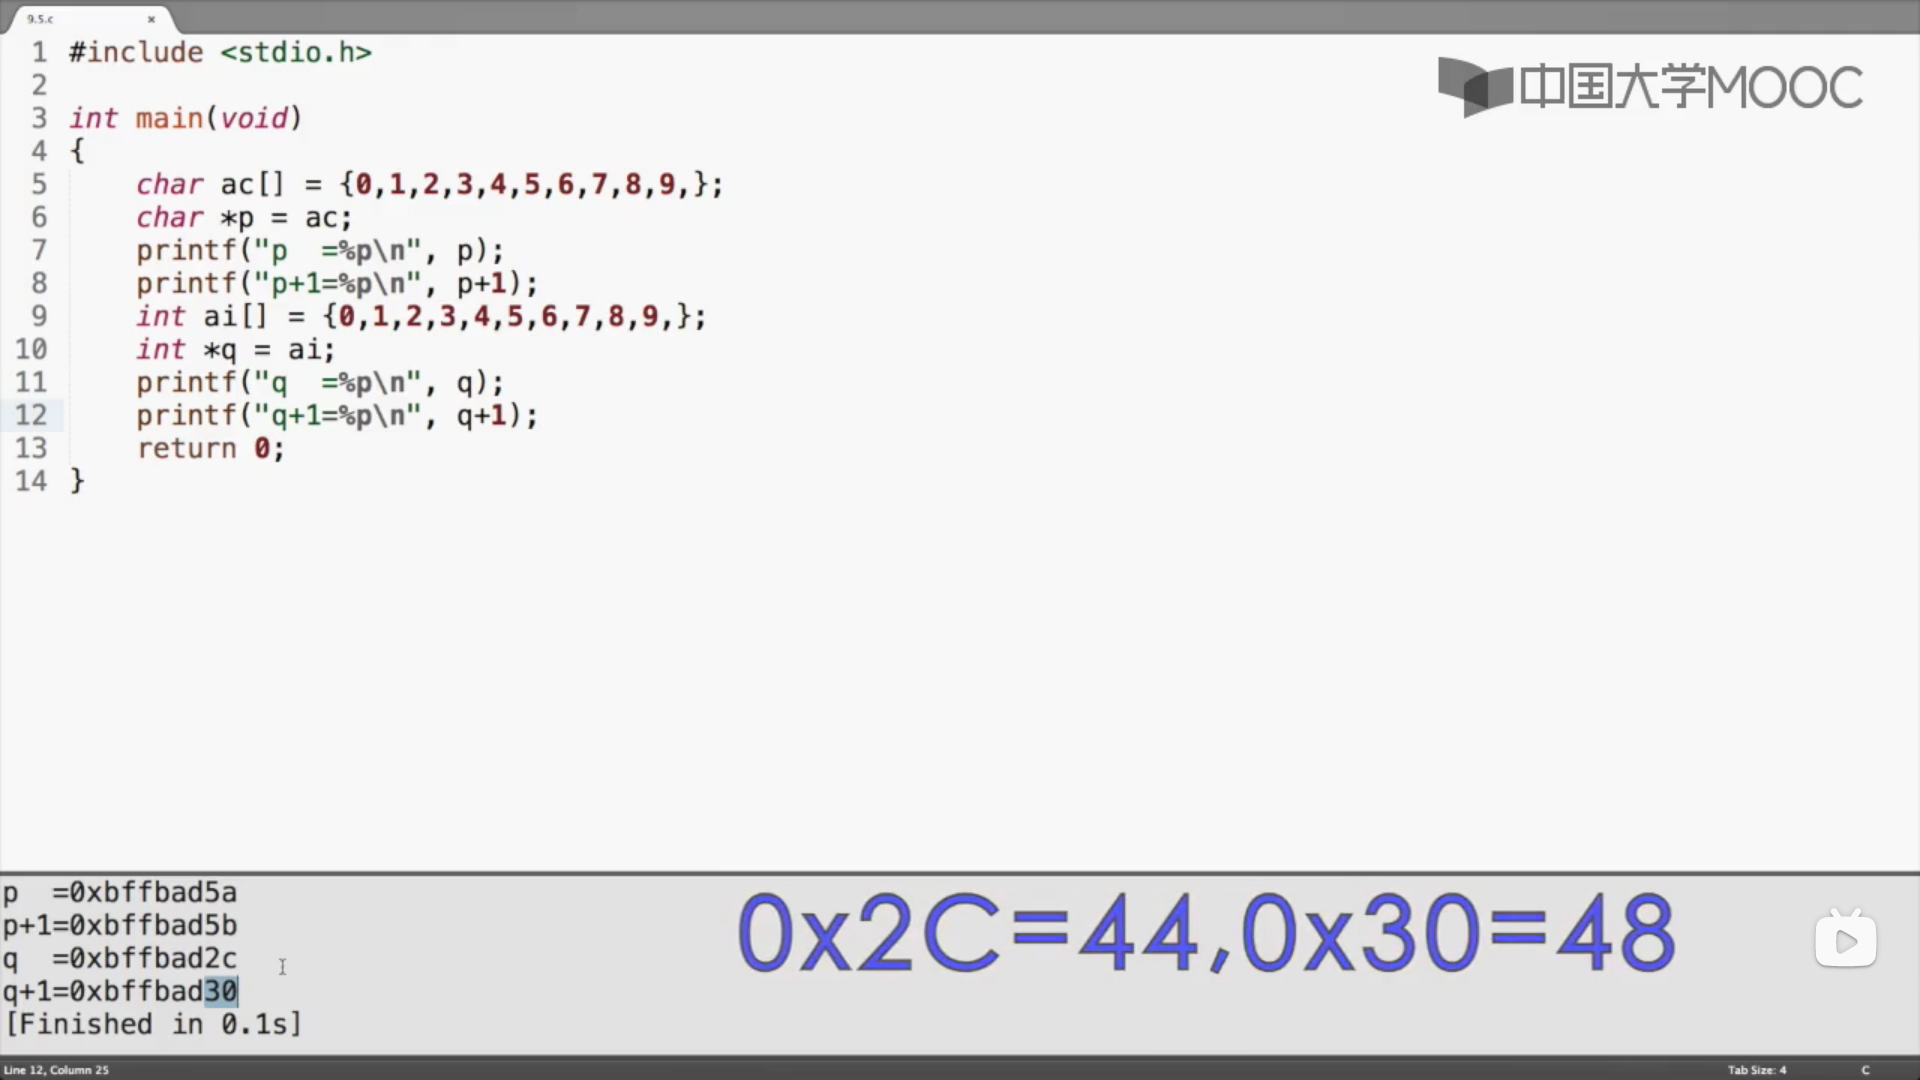 9.5.c ×
1 #include <stdio.h>
2
3 int main(void)
4 {
5     char ac[] = {0,1,2,3,4,5,6,7,8,9,};
6     char *p = ac;
7     printf("p  =%p\n", p);
8     printf("p+1=%p\n", p+1);
9     int ai[] = {0,1,2,3,4,5,6,7,8,9,};
10     int *q = ai;
11     printf("q  =%p\n", q);
12     printf("q+1=%p\n", q+1);
13     return 0;
14 }
中国大学MOOC
p  =0xbffbad5a
p+1=0xbffbad5b
q  =0xbffbad2c
q+1=0xbffbad30
[Finished in 0.1s]
0x2C=44,0x30=48
Line 12, Column 25
Tab Size: 4
C